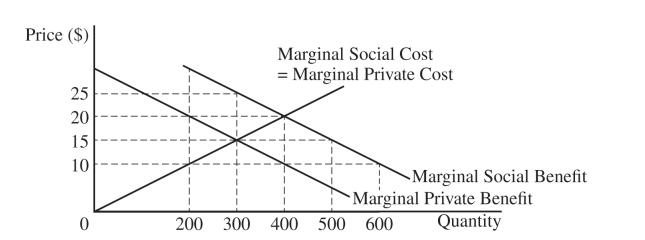 Price ($)
Marginal Social Cost
= Marginal Private Cost
25
20
15
10
Marginal Social Benefit
Marginal Private Benefit
0
200 300 400 500 600 Quantity